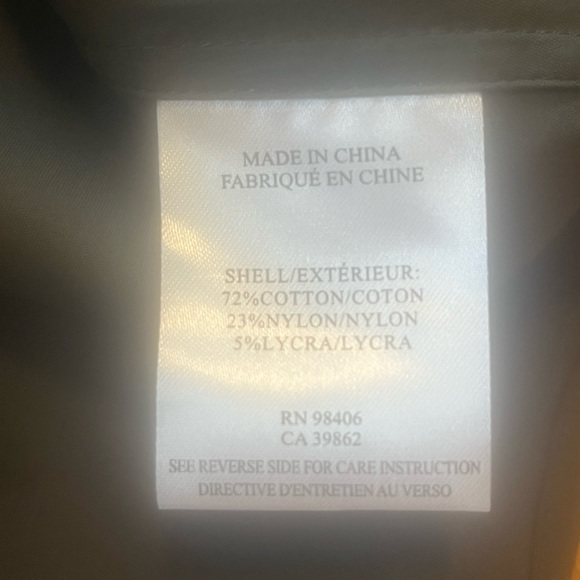 MADE IN CHINA
FABRIQUÉ EN CHINE
SHELL/EXTÉRIEUR:
72%COTTON/COTON
23%NYLON/NYLON
5%LYCRA/LYCRA
RN 98406
CA 39862
SEE REVERSE SIDE FOR CARE INSTRUCTION
DIRECTIVE D'ENTRETIEN AU VERSO